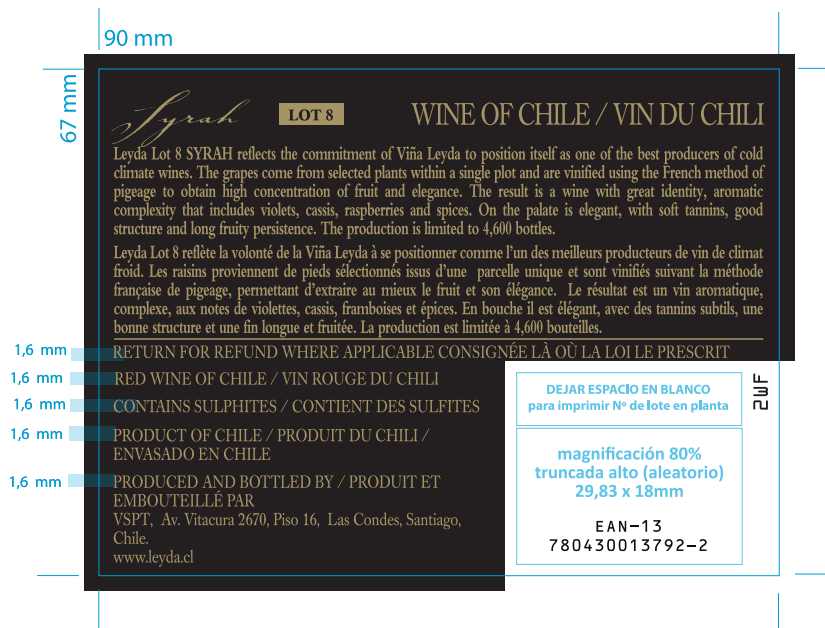 90 mm
67 mm
Syrah
LOT 8
WINE OF CHILE / VIN DU CHILI
Leyda Lot 8 SYRAH reflects the commitment of Viña Leyda to position itself as one of the best producers of cold
climate wines. The grapes come from selected plants within a single plot and are vinified using the French method of
pigeage to obtain high concentration of fruit and elegance. The result is a wine with great identity, aromatic
complexity that includes violets, cassis, raspberries and spices. On the palate is elegant, with soft tannins, good
structure and long fruity persistence. The production is limited to 4,600 bottles.
Leyda Lot 8 reflète la volonté de la Viña Leyda à se positionner comme l'un des meilleurs producteurs de vin de climat
froid. Les raisins proviennent de pieds sélectionnés issus d'une parcelle unique et sont vinifiés suivant la méthode
française de pigeage, permettant d'extraire au mieux le fruit et son élégance. Le résultat est un vin aromatique,
complexe, aux notes de violettes, cassis, framboises et épices. En bouche il est élégant, avec des tannins subtils, une
bonne structure et une fin longue et fruitée. La production est limitée à 4,600 bouteilles.
1,6 mm
RETURN FOR REFUND WHERE APPLICABLE CONSIGNÉE LÀ OÙ LA LOI LE PRESCRIT
1,6 mm
RED WINE OF CHILE / VIN ROUGE DU CHILI
1,6 mm
CONTAINS SULPHITES / CONTIENT DES SULFITES
1,6 mm
PRODUCT OF CHILE / PRODUIT DU CHILI /
ENVASADO EN CHILE
1,6 mm
PRODUCED AND BOTTLED BY / PRODUIT ET
EMBOUTEILLÉ PAR
VSPT, Av. Vitacura 2670, Piso 16, Las Condes, Santiago,
Chile.
www.leyda.cl
DEJAR ESPACIO EN BLANCO
para imprimir Nº de lote en planta
2WF
magnificación 80%
truncada alto (aleatorio)
29,83 x 18mm
EAN-13
780430013792-2